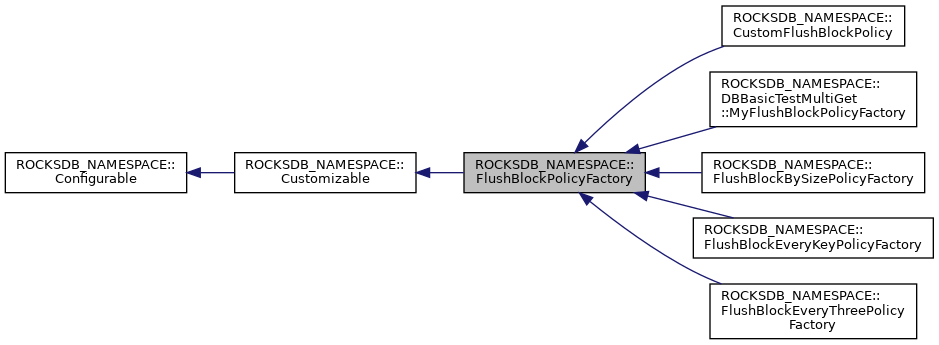 ROCKSDB_NAMESPACE::
Configurable
ROCKSDB_NAMESPACE::
Customizable
ROCKSDB_NAMESPACE::
FlushBlockPolicyFactory
ROCKSDB_NAMESPACE::
CustomFlushBlockPolicy
ROCKSDB_NAMESPACE::
DBBasicTestMultiGet
::MyFlushBlockPolicyFactory
ROCKSDB_NAMESPACE::
FlushBlockBySizePolicyFactory
ROCKSDB_NAMESPACE::
FlushBlockEveryKeyPolicyFactory
ROCKSDB_NAMESPACE::
FlushBlockEveryThreePolicy
Factory